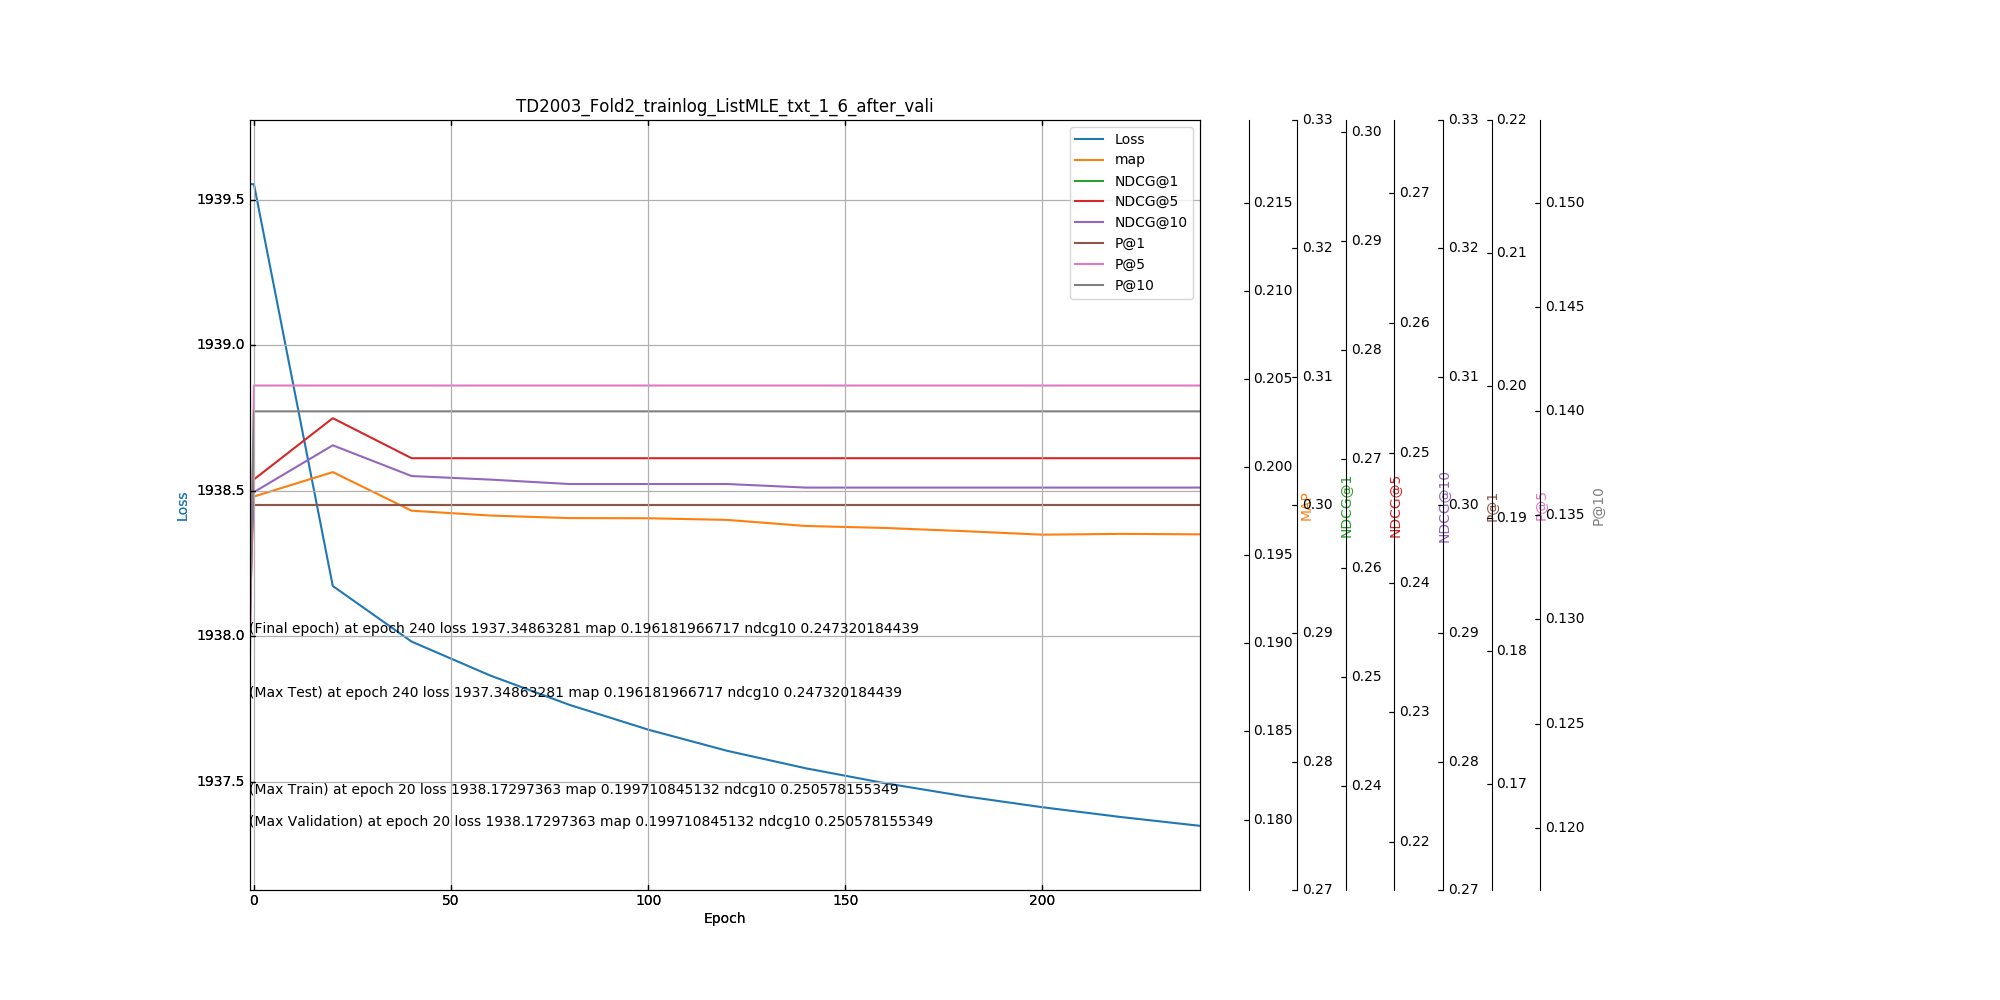 TD2003_Fold2_trainlog_ListMLE_txt_1_6_after_vali
Loss
map
NDCG@1
NDCG@5
NDCG@10
P@1
P@5
P@10
1939.5
1939.0
1938.5
1938.0
1937.5
Loss
(Final epoch) at epoch 240 loss 1937.34863281 map 0.196181966717 ndcg10 0.247320184439
(Max Test) at epoch 240 loss 1937.34863281 map 0.196181966717 ndcg10 0.247320184439
(Max Train) at epoch 20 loss 1938.17297363 map 0.199710845132 ndcg10 0.250578155349
(Max Validation) at epoch 20 loss 1938.17297363 map 0.199710845132 ndcg10 0.250578155349
0 50 100 150 200
Epoch
0.215
0.210
0.205
0.200
0.195
0.190
0.185
0.180
MAP
0.33
0.32
0.31
0.30
0.29
0.28
0.27
NDCG@1
0.30
0.29
0.28
0.27
0.26
0.25
0.24
NDCG@5
0.27
0.26
0.25
0.24
0.23
0.22
NDCG@10
0.33
0.32
0.31
0.30
0.29
0.28
0.27
P@1
0.22
0.21
0.20
0.19
0.18
0.17
P@5
0.150
0.145
0.140
0.135
0.130
0.125
0.120
P@10